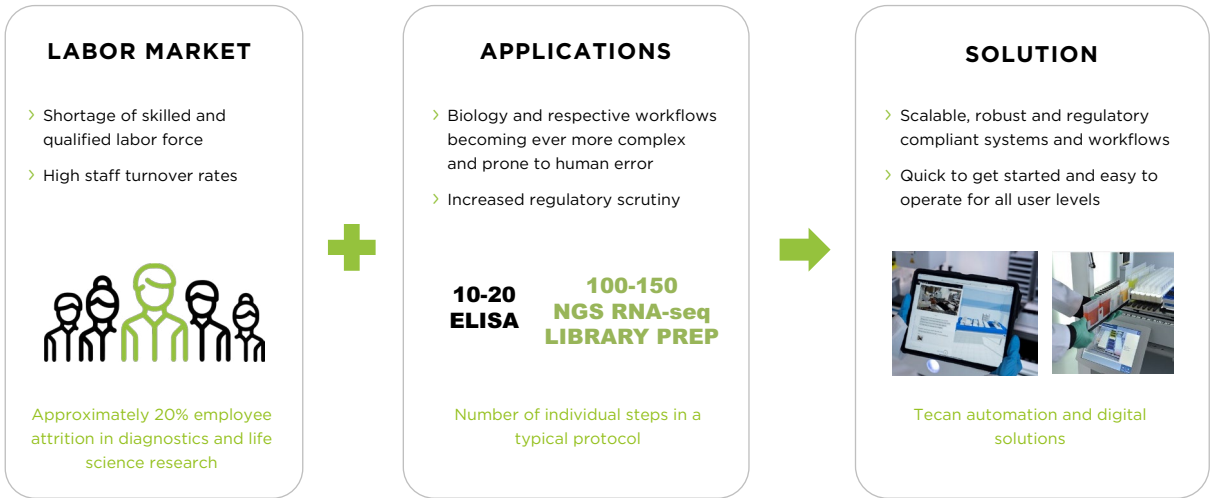 LABOR MARKET
› Shortage of skilled and
qualified labor force
› High staff turnover rates
Approximately 20% employee
attrition in diagnostics and life
science research
APPLICATIONS
› Biology and respective workflows
becoming ever more complex
and prone to human error
› Increased regulatory scrutiny
10-20
ELISA
100-150
NGS RNA-seq
LIBRARY PREP
Number of individual steps in a
typical protocol
SOLUTION
› Scalable, robust and regulatory
compliant systems and workflows
› Quick to get started and easy to
operate for all user levels
Tecan automation and digital
solutions